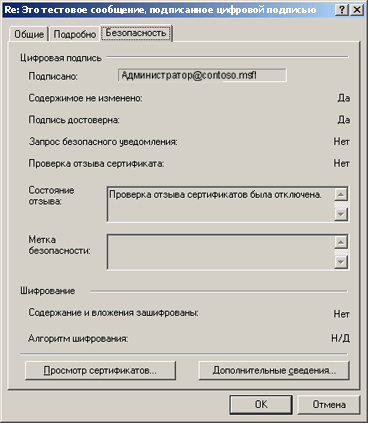 Re: Это тестовое сообщение, подписанное цифровой подписью
Общие Подробно Безопасность
Цифровая подпись
Подписано: Администратор@contoso.msft
Содержимое не изменено: Да
Подпись достоверна: Да
Запрос безопасного уведомления: Нет
Проверка отзыва сертификата: Нет
Состояние отзыва: Проверка отзыва сертификатов была отключена.
Метка безопасности:
Шифрование
Содержание и вложения зашифрованы: Нет
Алгоритм шифрования: Н/Д
Просмотр сертификатов... Дополнительные сведения...
OK Отмена